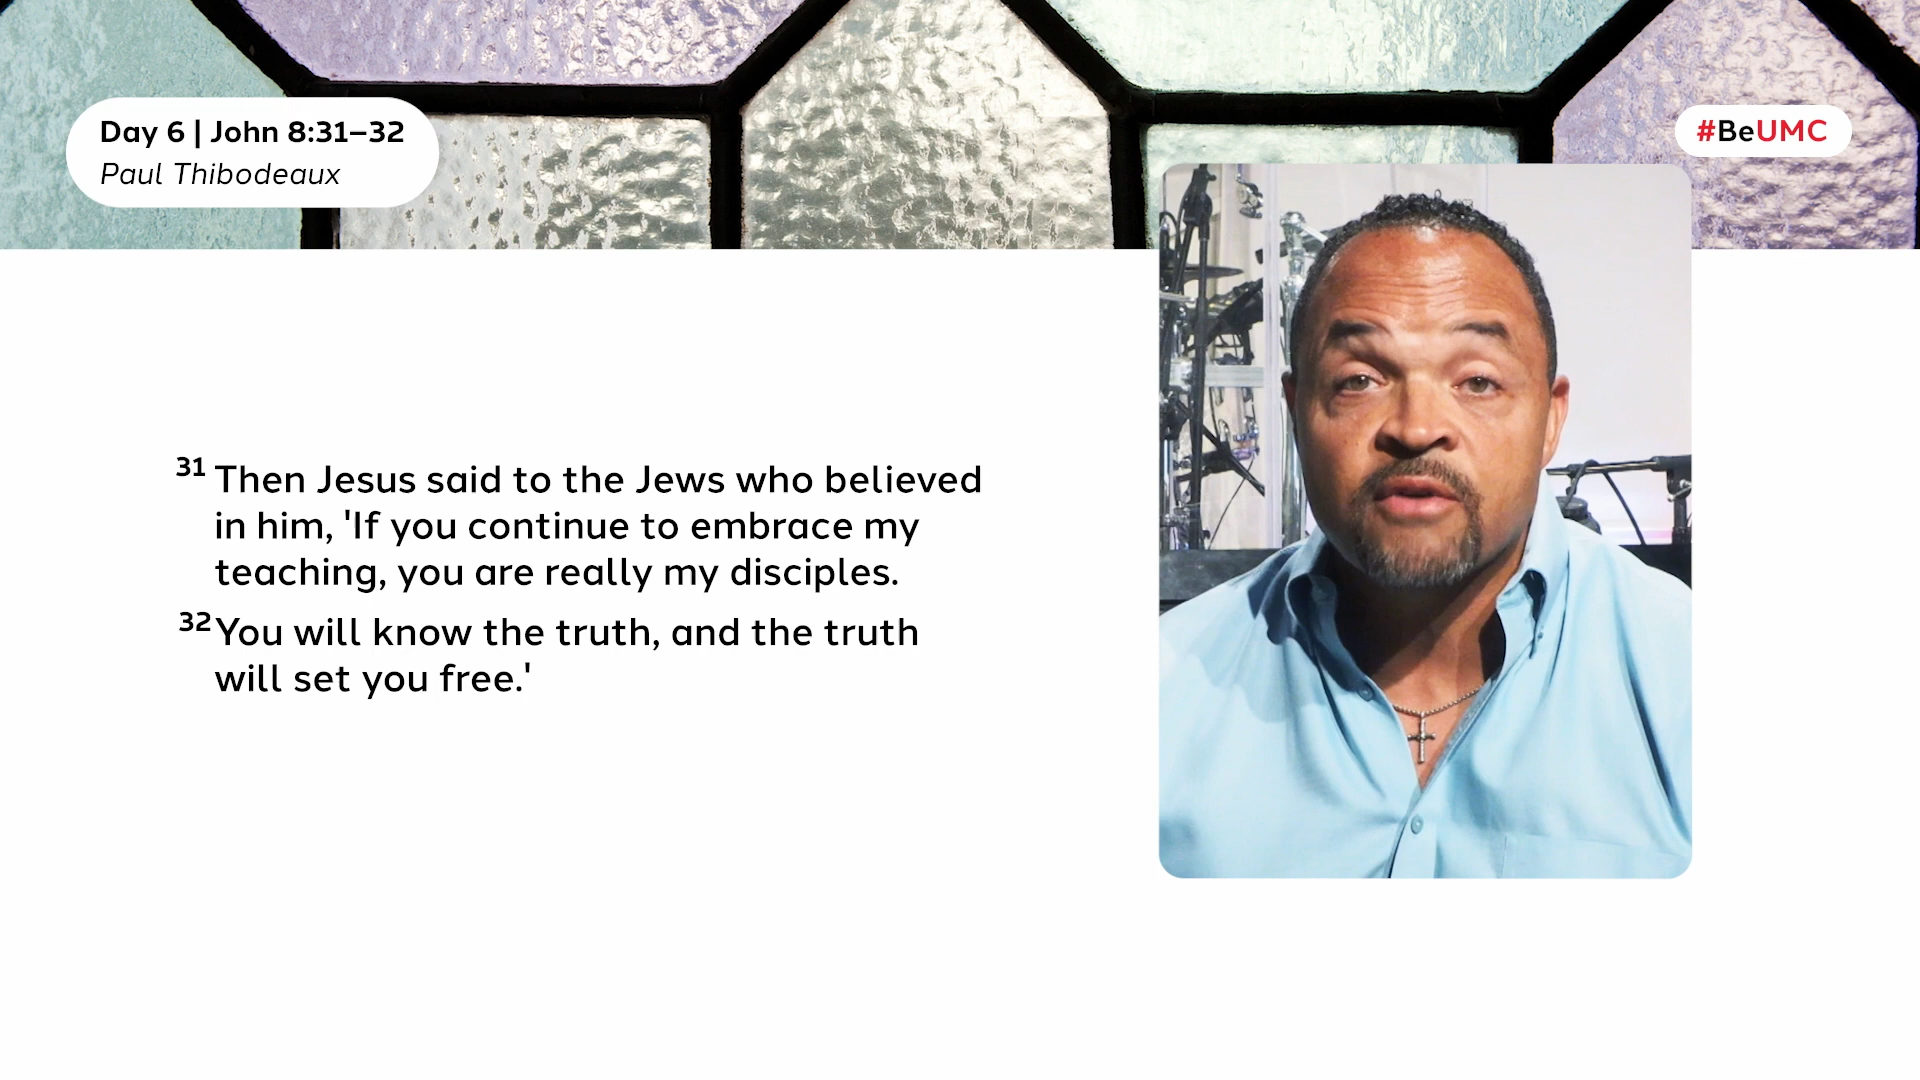 Day 6 | John 8:31–32
Paul Thibodeaux
#BeUMC
31 Then Jesus said to the Jews who believed
in him, 'If you continue to embrace my
teaching, you are really my disciples.
32 You will know the truth, and the truth
will set you free.'